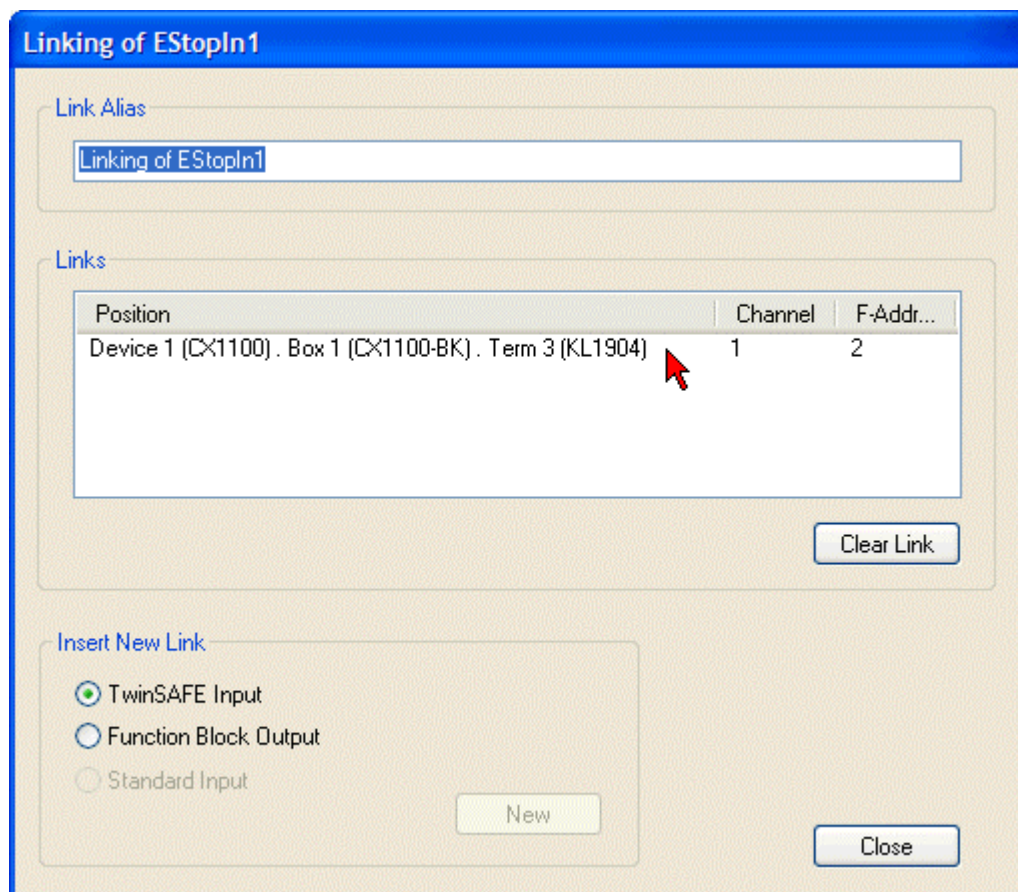 Linking of EStopIn1
Link Alias
Linking of EStopIn1
Links
Position Channel F-Addr...
Device 1 (CX1100) . Box 1 (CX1100-BK) . Term 3 (KL1904) 1 2
Clear Link
Insert New Link
TwinSAFE Input
Function Block Output
Standard Input
New
Close